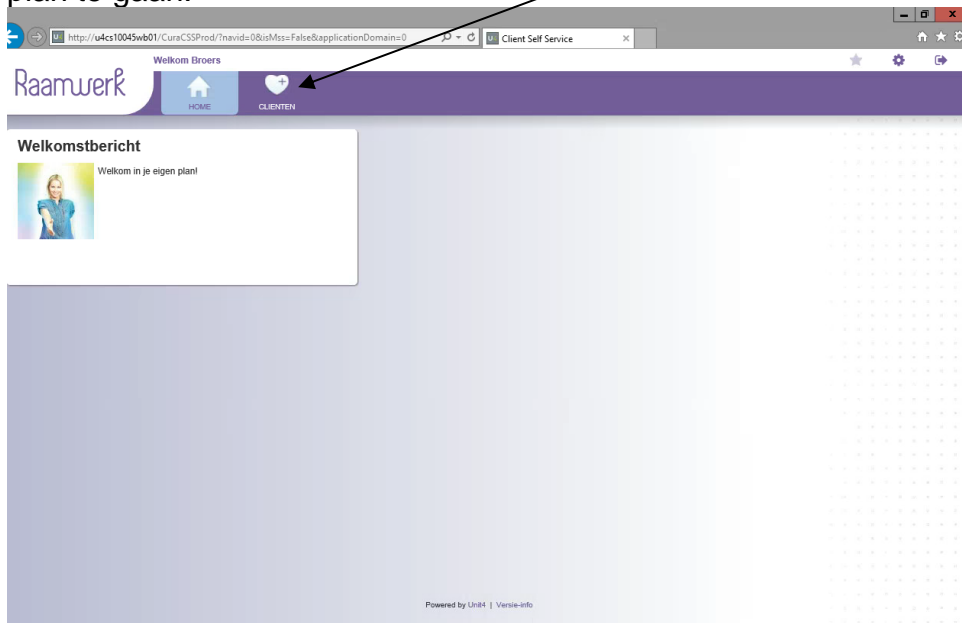 plan te gaan.
http://u4cs10045wb01/CuraCSSProd/?navid=0&isMss=False&applicationDomain=0
Client Self Service
Welkom Broers
Raamwerk
HOME
CLIENTEN
Welkomstbericht
Welkom in je eigen plan!
Powered by Unit4 | Versie-info